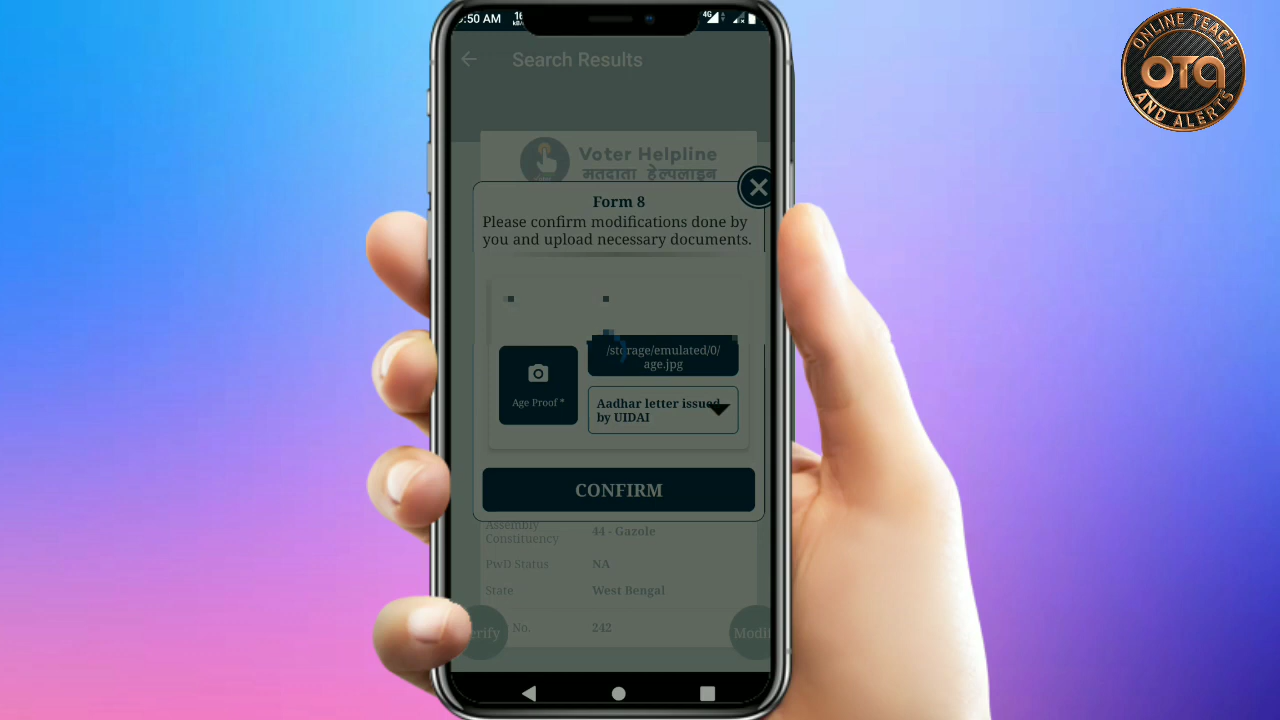 :50 AM
4G
ONLINE TEACH
OTA
AND ALERTS
Search Results
Voter Helpline
मतदाता हेल्पलाइन
Form 8
Please confirm modifications done by
you and upload necessary documents.
/storage/emulated/0/
age.jpg
Age Proof *
Aadhar letter issued
by UIDAI
CONFIRM
Assembly
Constituency
44 - Gazole
PwD Status
NA
State
West Bengal
No.
242